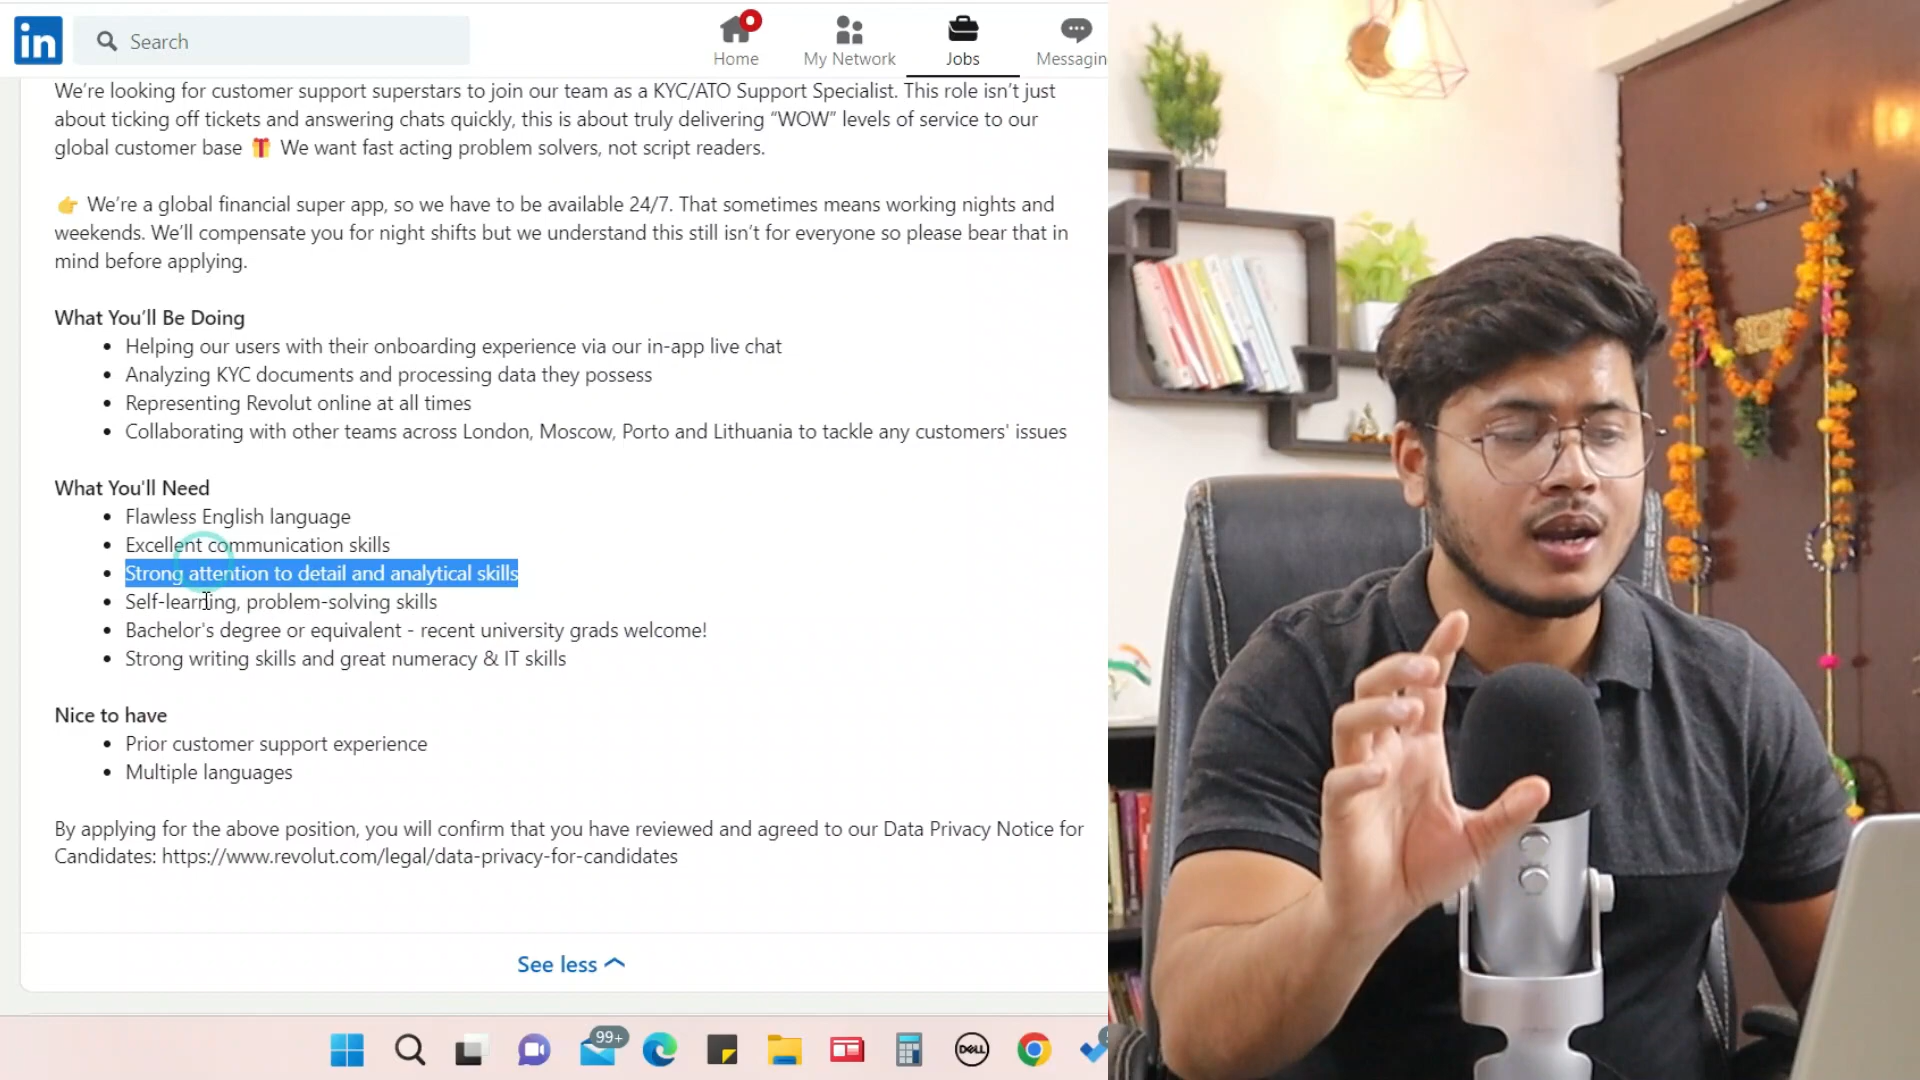 in
Search
Home
My Network
Jobs
Messagin
We're looking for customer support superstars to join our team as a KYC/ATO Support Specialist. This role isn't just
about ticking off tickets and answering chats quickly, this is about truly delivering “WOW” levels of service to our
global customer base 🎁 We want fast acting problem solvers, not script readers.
👉 We're a global financial super app, so we have to be available 24/7. That sometimes means working nights and
weekends. We'll compensate you for night shifts but we understand this still isn't for everyone so please bear that in
mind before applying.
What You'll Be Doing
• Helping our users with their onboarding experience via our in-app live chat
• Analyzing KYC documents and processing data they possess
• Representing Revolut online at all times
• Collaborating with other teams across London, Moscow, Porto and Lithuania to tackle any customers' issues
What You'll Need
• Flawless English language
• Excellent communication skills
• Strong attention to detail and analytical skills
• Self-learning, problem-solving skills
• Bachelor's degree or equivalent - recent university grads welcome!
• Strong writing skills and great numeracy & IT skills
Nice to have
• Prior customer support experience
• Multiple languages
By applying for the above position, you will confirm that you have reviewed and agreed to our Data Privacy Notice for
Candidates: https://www.revolut.com/legal/data-privacy-for-candidates
See less
99+
DELL